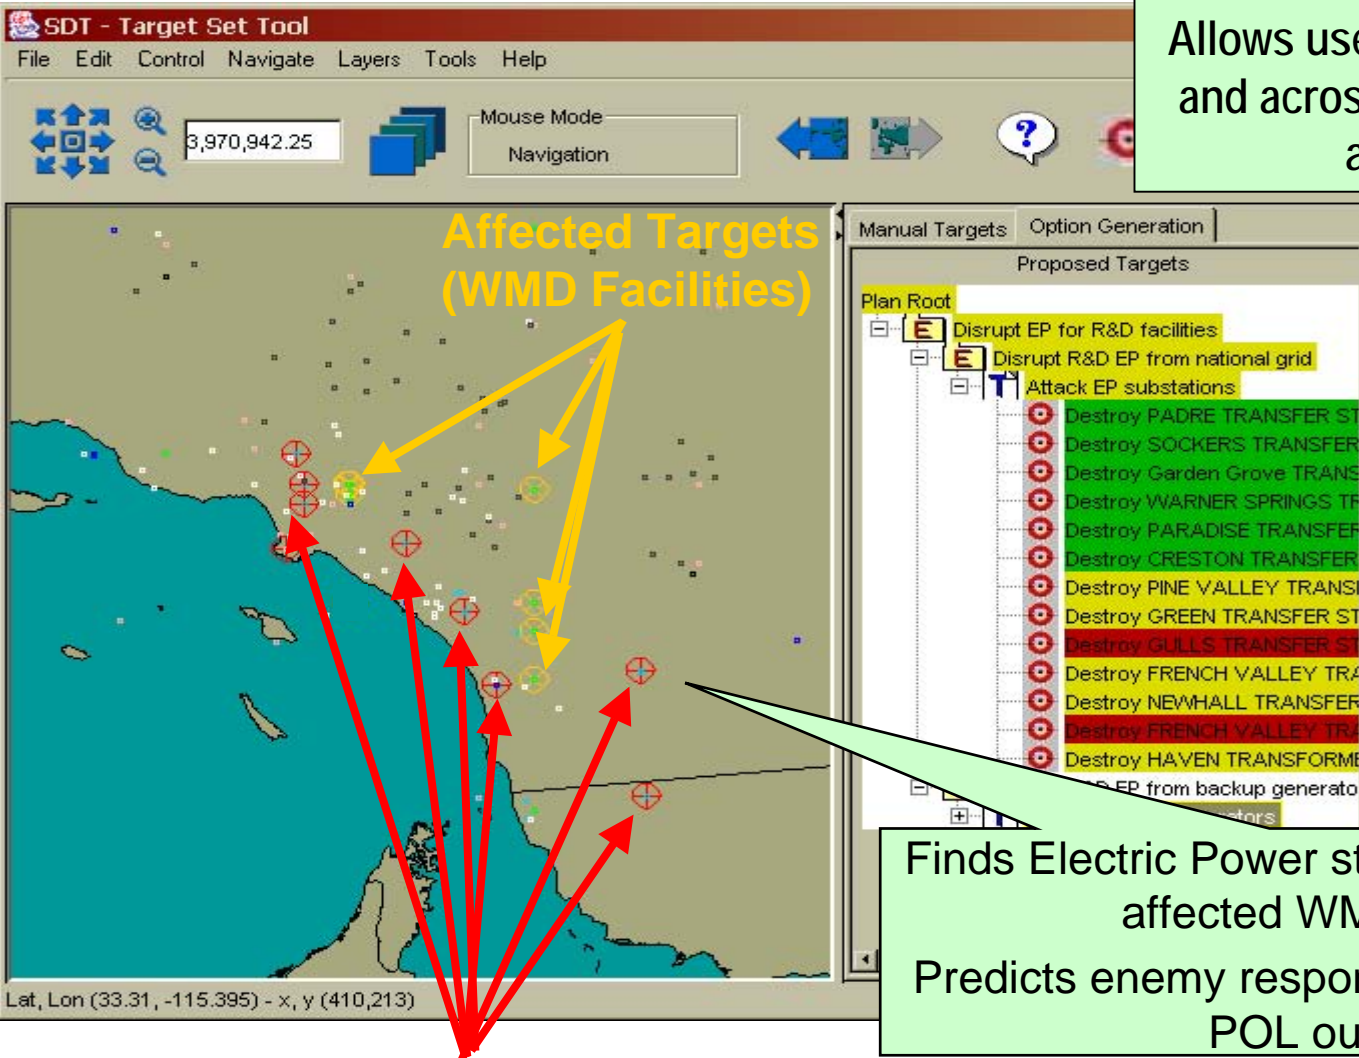 SDT - Target Set Tool
File Edit Control Navigate Layers Tools Help
3,970,942.25
Mouse Mode
Navigation
?
Allows use
and acros
a
Affected Targets
(WMD Facilities)
Manual Targets Option Generation
Proposed Targets
Plan Root
E Disrupt EP for R&D facilities
E Disrupt R&D EP from national grid
T Attack EP substations
Destroy PADRE TRANSFER ST
Destroy SOCKERS TRANSFER
Destroy Garden Grove TRANS
Destroy WARNER SPRINGS TR
Destroy PARADISE TRANSFER
Destroy CRESTON TRANSFER
Destroy PINE VALLEY TRANS
Destroy GREEN TRANSFER ST
Destroy GULLS TRANSFER ST
Destroy FRENCH VALLEY TRA
Destroy NEWHALL TRANSFER
Destroy FRENCH VALLEY TRA
Destroy HAVEN TRANSFORME
EP from backup generato
tors
Finds Electric Power st
affected WM
Predicts enemy respon
POL ou
Lat, Lon (33.31, -115.395) - x, y (410,213)